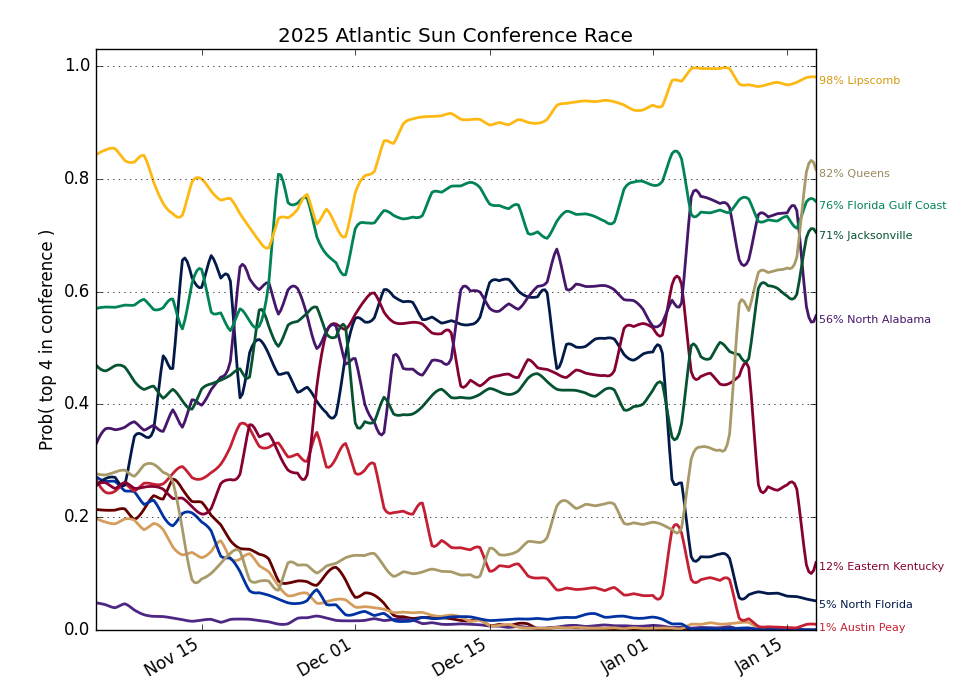 2025 Atlantic Sun Conference Race
Prob( top 4 in conference )
1.0
0.8
0.6
0.4
0.2
0.0
Nov 15
Dec 01
Dec 15
Jan 01
Jan 15
98% Lipscomb
82% Queens
76% Florida Gulf Coast
71% Jacksonville
56% North Alabama
12% Eastern Kentucky
5% North Florida
1% Austin Peay